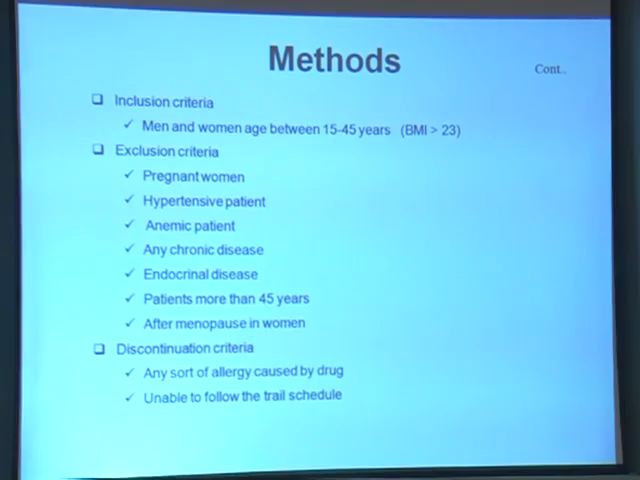 Methods
Cont..
❑ Inclusion criteria
✓ Men and women age between 15-45 years (BMI > 23)
❑ Exclusion criteria
✓ Pregnant women
✓ Hypertensive patient
✓ Anemic patient
✓ Any chronic disease
✓ Endocrinal disease
✓ Patients more than 45 years
✓ After menopause in women
❑ Discontinuation criteria
✓ Any sort of allergy caused by drug
✓ Unable to follow the trail schedule